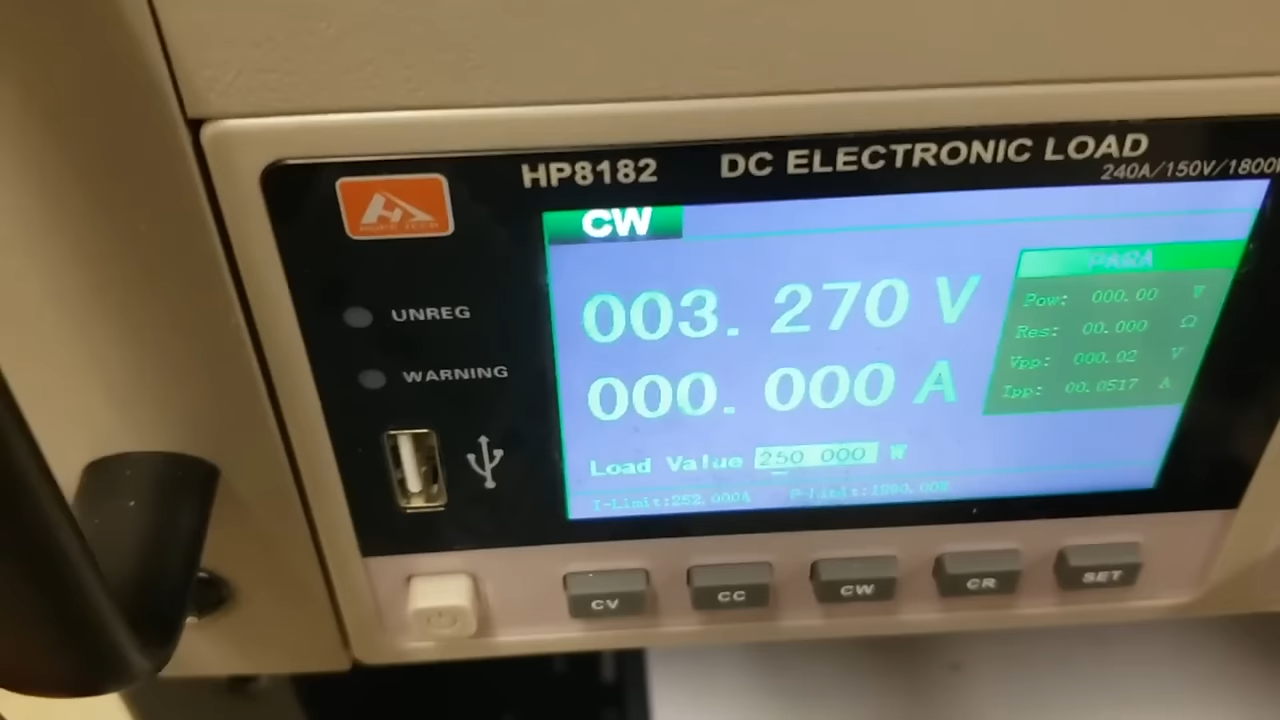 HP8182 DC ELECTRONIC LOAD
240A/150V/1800
CW
003.270 V
000.000 A
PARA
Pow: 000.00
Res: 00.000 Ω
Vpp: 000.02 V
Ipp: 00.0517 A
Load Value 250 000 W
I-Limit:252.000A P-Limit:
UNREG
WARNING
CV CC CW CR SET